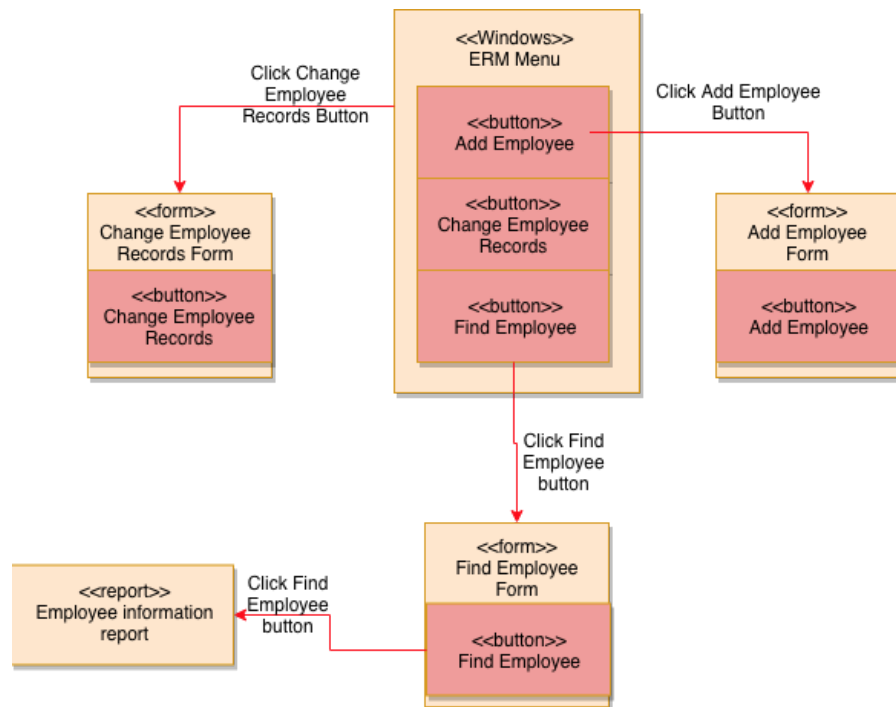 <<Windows>>
ERM Menu
Click Change
Employee
Records Button
Click Add Employee
Button
<<button>>
Add Employee
<<form>>
Change Employee
Records Form
<<button>>
Change Employee
Records
<<form>>
Add Employee
Form
<<button>>
Change Employee
Records
<<button>>
Find Employee
<<button>>
Add Employee
Click Find
Employee
button
<<form>>
Find Employee
Form
<<report>>
Employee information
report
Click Find
Employee
button
<<button>>
Find Employee